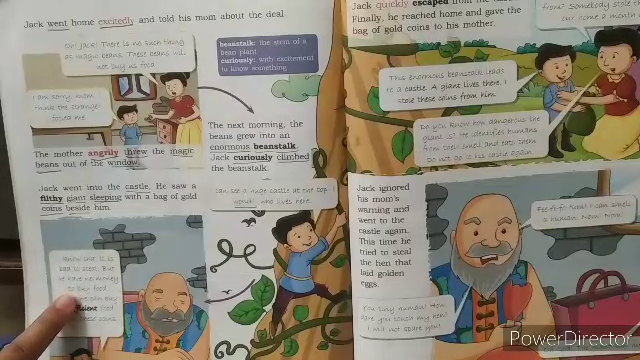 Jack went home excitedly and told his mom about the deal.
Oh! Jack! There is no such thing
as magic beans. These beans will
not buy us food.
I am sorry, mom. I
think the stranger
fooled me
The mother angrily threw the magic
beans out of the window.
beanstalk: the stem of a
bean plant
curiously: with excitement
to know something
The next morning, the
beans grew into an
enormous beanstalk.
Jack curiously climbed
the beanstalk.
Jack went into the castle. He saw a
filthy giant sleeping with a bag of gold
coins beside him.
I know that it is
bad to steal. But
we have no money
to buy food
can buy
food
these coins
can see a huge castle at the top. I
who lives here.
Jack quickly escaped from the
Finally, he reached home and gave the
bag of gold coins to his mother.
from? Somebody stole
our home a month
This enormous beanstalk leads
to a castle. A giant lives there. I
stole these coins from him
Do you know how dangerous the
giant is? He identifies humans
from their smell and eats them
Do not go to his castle again
Jack ignored
his mom's
warning and
went to the
castle again.
This time he
tried to steal
the hen that
laid golden
eggs.
I can smell
a human.
You tiny human! How
dare you touch my hen?
I will not spare you!
PowerDirector